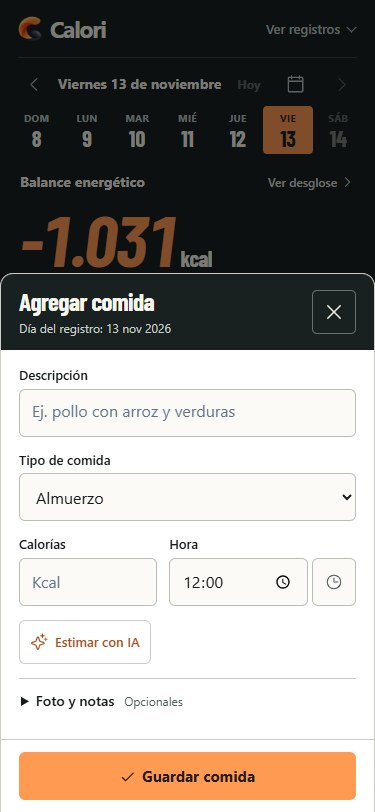 Calori
Ver registros
Viernes 13 de noviembre Hoy
DOM LUN MAR MIÉ JUE VIE SÁB
8 9 10 11 12 13 14
Balance energético Ver desglose
-1.031 kcal
Agregar comida
Día del registro: 13 nov 2026
Descripción
Ej. pollo con arroz y verduras
Tipo de comida
Almuerzo
Calorías Hora
Kcal 12:00
Estimar con IA
Foto y notas Opcionales
Guardar comida